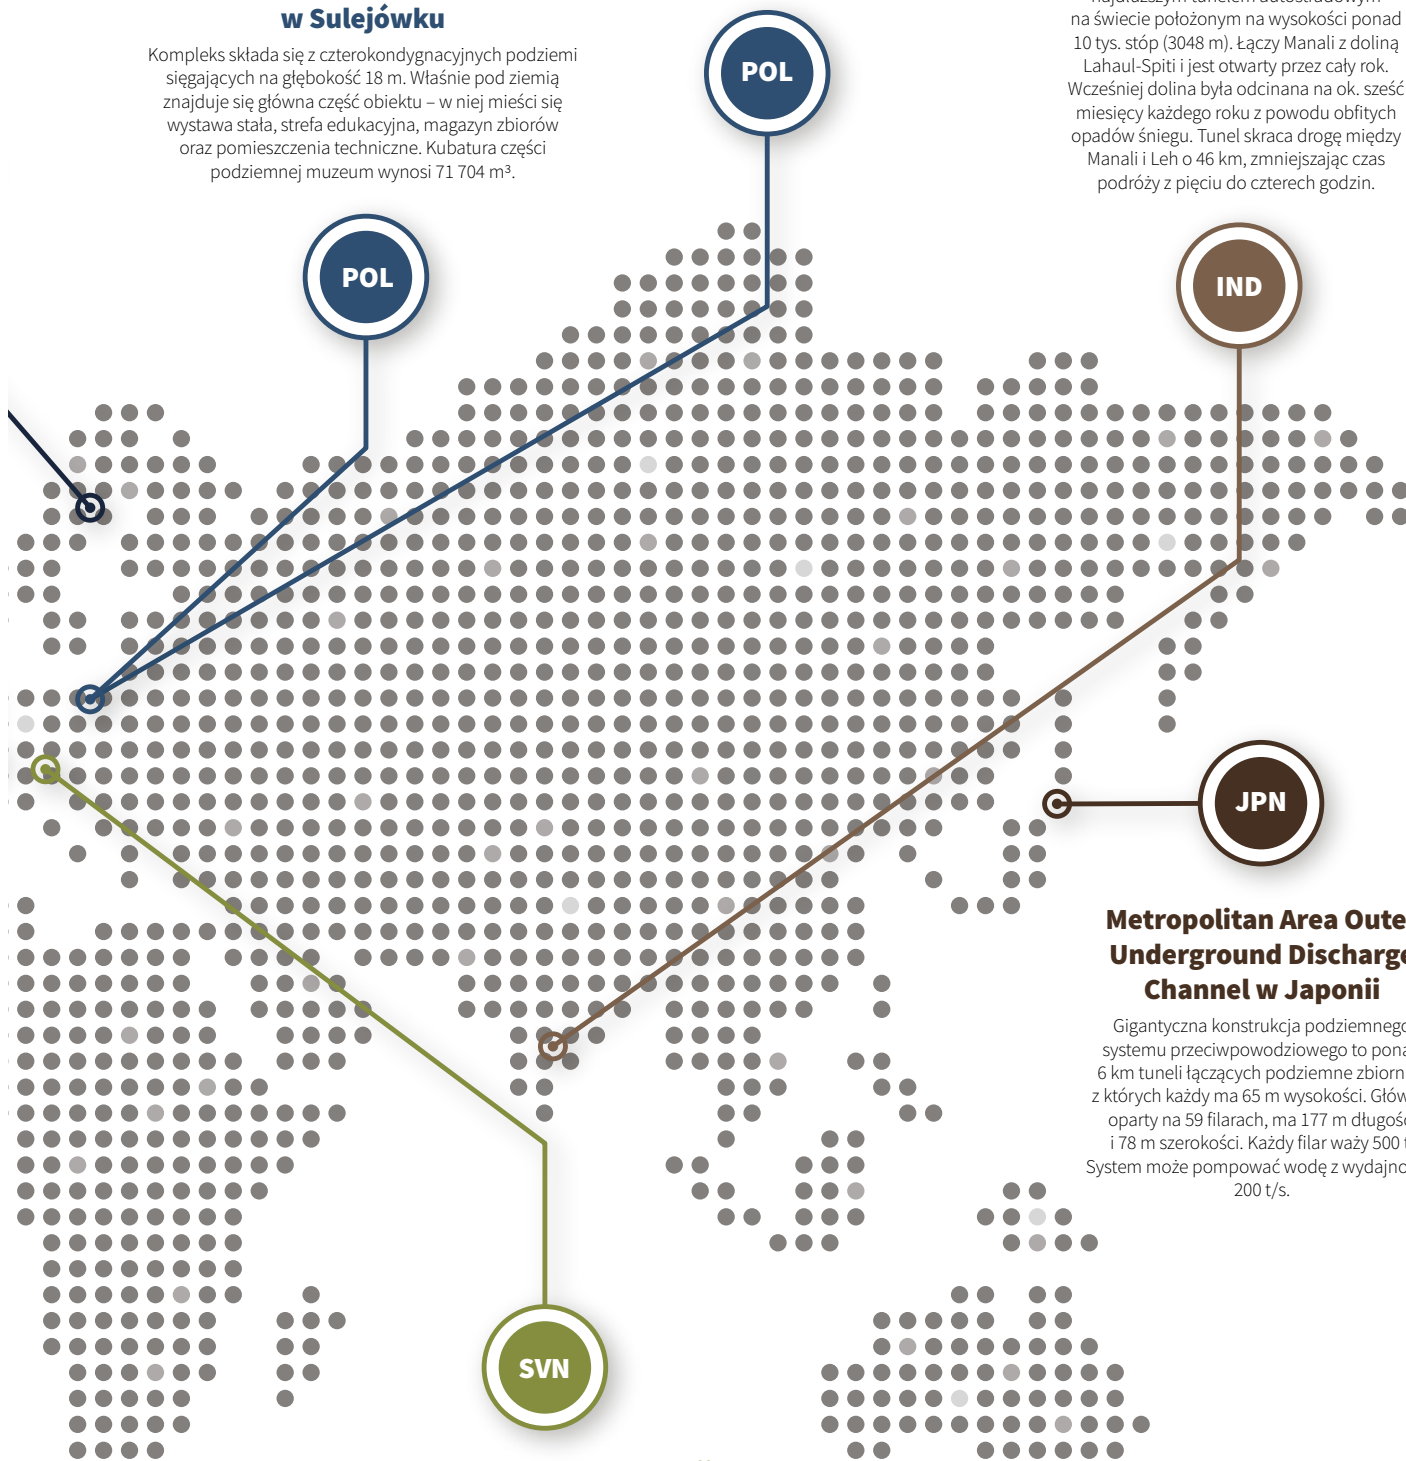 w Sulejówku
Kompleks składa się z czterokondygnacyjnych podziemi
sięgających na głębokość 18 m. Właśnie pod ziemią
znajduje się główna część obiektu – w niej mieści się
wystawa stała, strefa edukacyjna, magazyn zbiorów
oraz pomieszczenia techniczne. Kubatura części
podziemnej muzeum wynosi 71 704 m³.
POL
POL
najdłuższym tunelem autostradowym
na świecie położonym na wysokości ponad
10 tys. stóp (3048 m). Łączy Manali z doliną
Lahaul-Spiti i jest otwarty przez cały rok.
Wcześniej dolina była odcinana na ok. sześć
miesięcy każdego roku z powodu obfitych
opadów śniegu. Tunel skraca drogę między
Manali i Leh o 46 km, zmniejszając czas
podróży z pięciu do czterech godzin.
IND
JPN
Metropolitan Area Oute
Underground Discharge
Channel w Japonii
Gigantyczna konstrukcja podziemnego
systemu przeciwpowodziowego to pona
6 km tuneli łączących podziemne zbiorn
z których każdy ma 65 m wysokości. Głów
oparty na 59 filarach, ma 177 m długośc
i 78 m szerokości. Każdy filar waży 500 t
System może pompować wodę z wydajno
200 t/s.
SVN